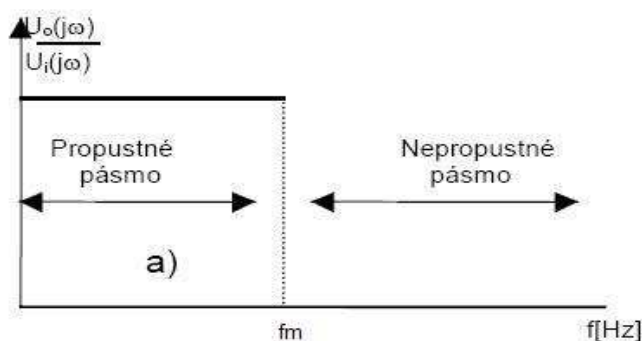 Uₒ(jω)
Uᵢ(jω)
Propustné
pásmo
Nepropustné
pásmo
a)
fm
f[Hz]